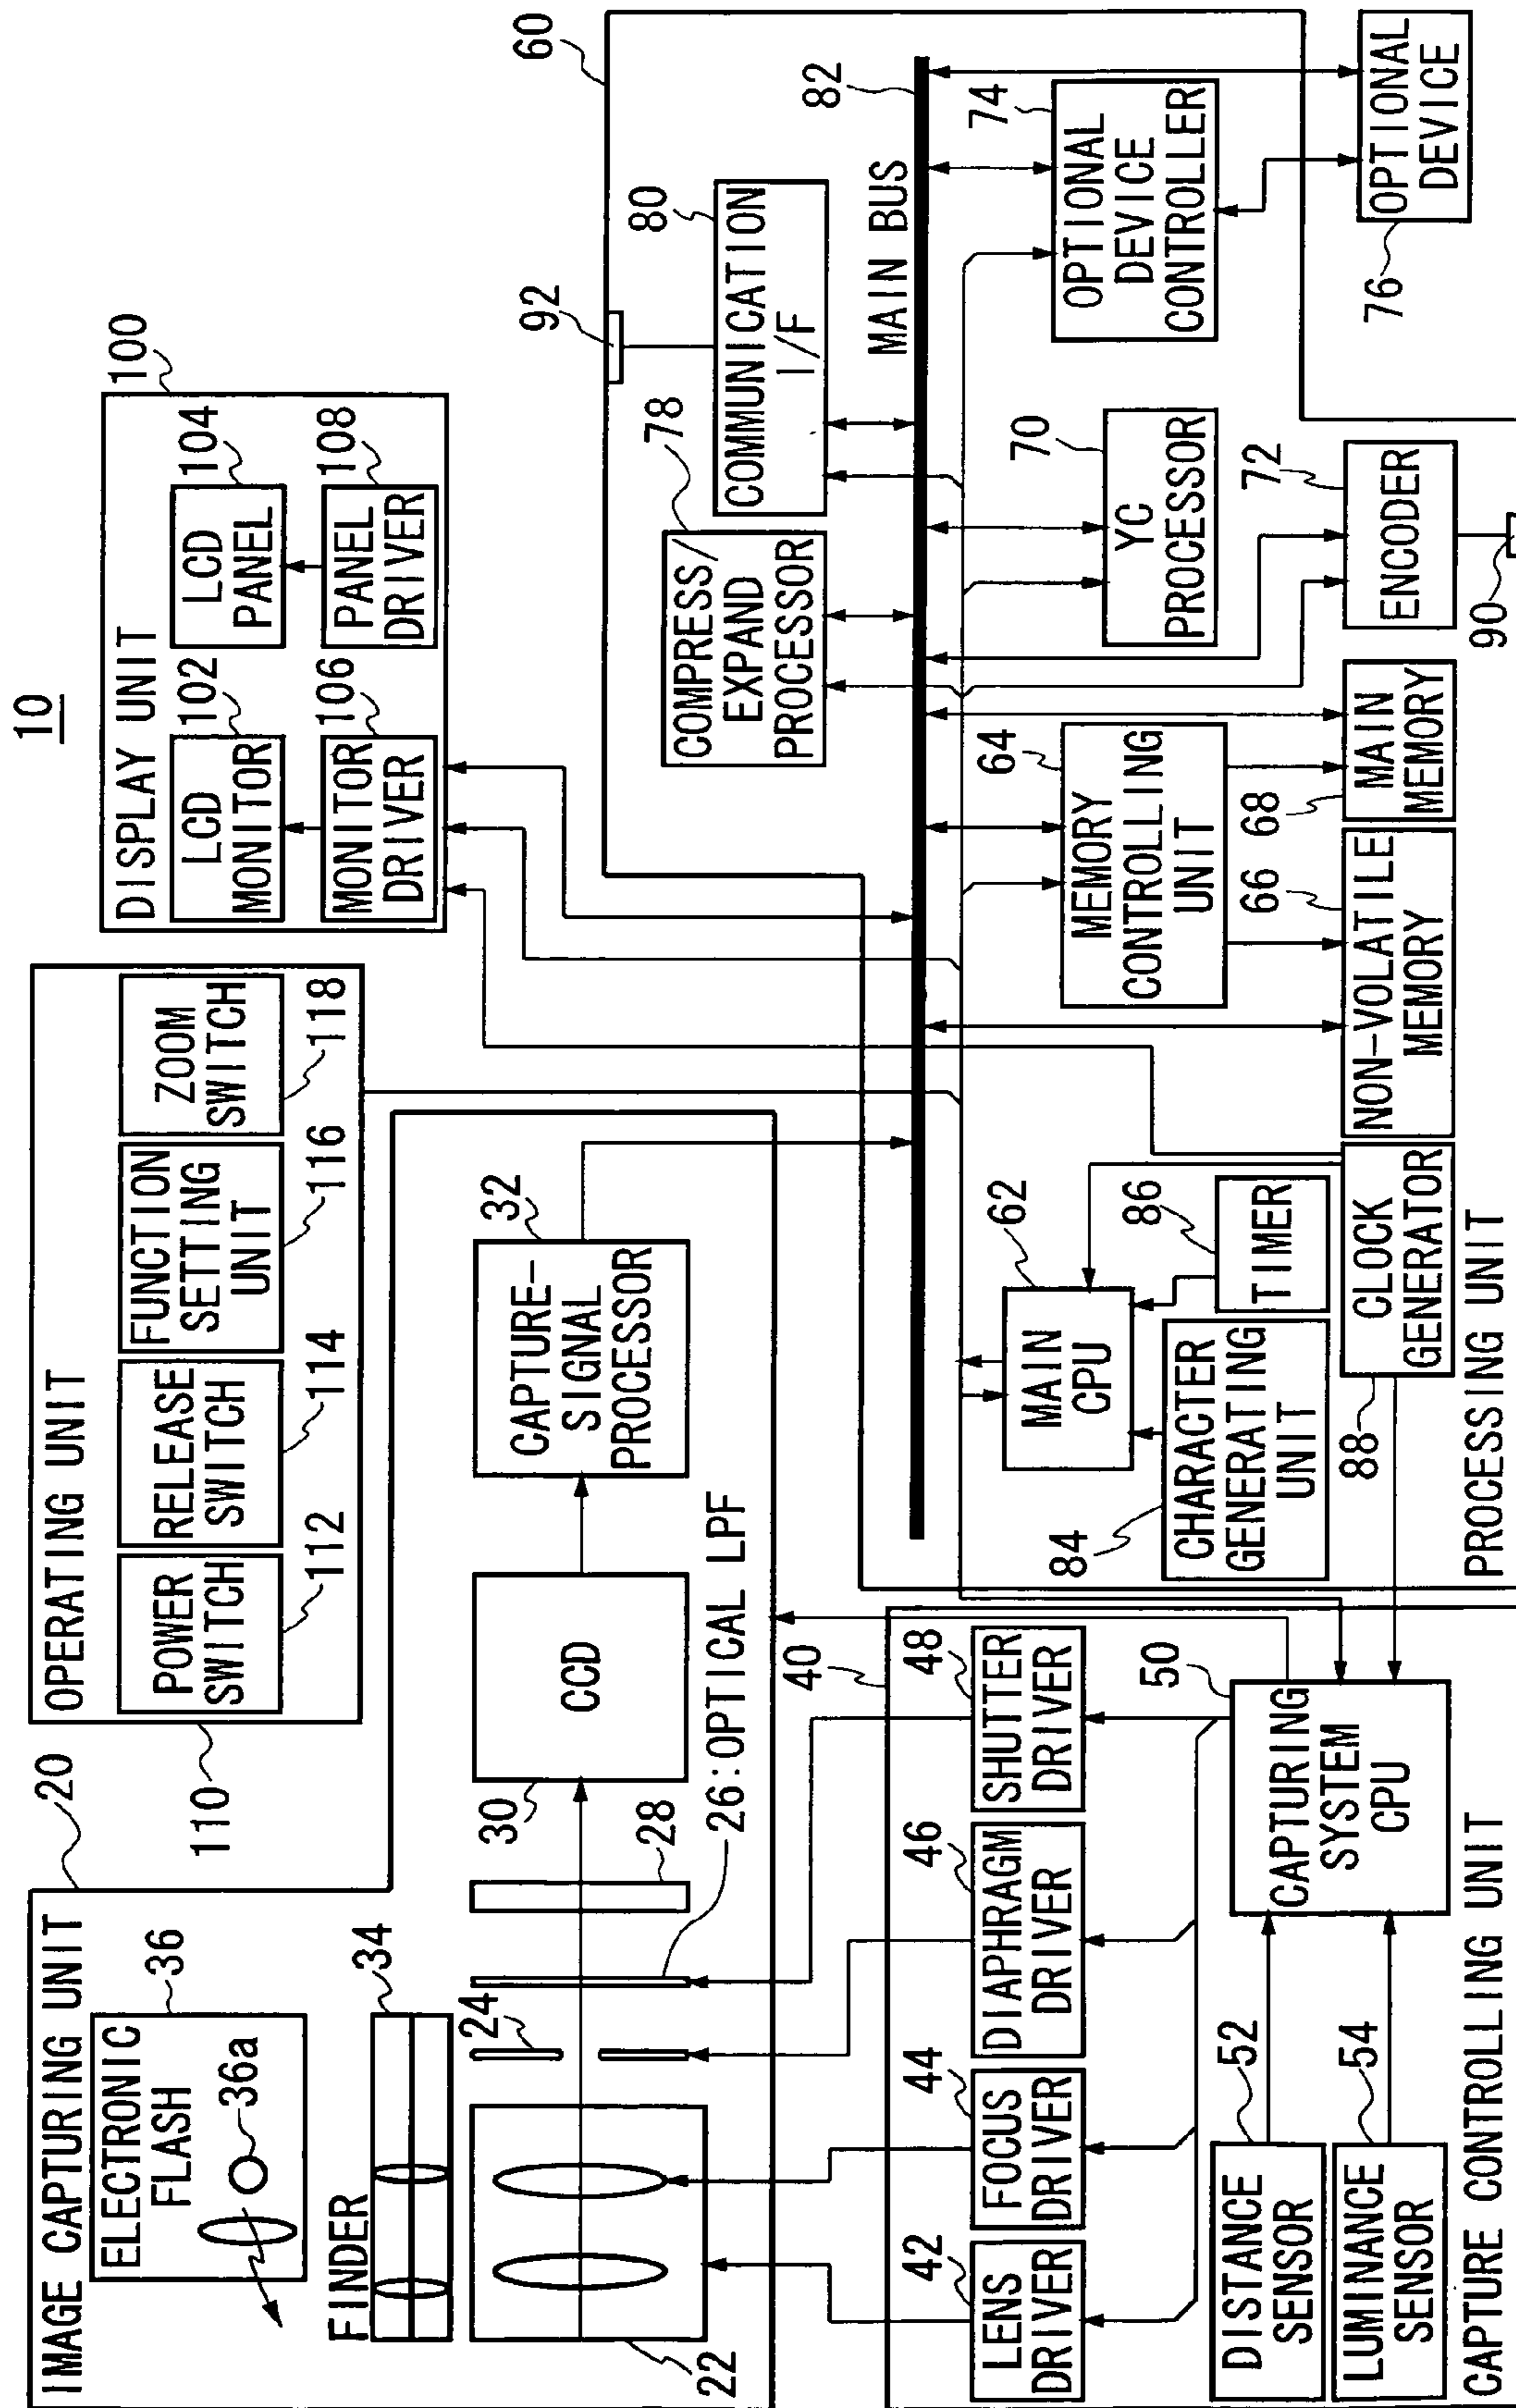 10
IMAGE CAPTURING UNIT
20
ELECTRONIC
FLASH
36
36a
FINDER
34
22
24
26:OPTICAL LPF
28
30
CCD
CAPTURE-
SIGNAL
PROCESSOR
32
OPERATING UNIT
110
POWER
SWITCH
112
RELEASE
SWITCH
114
FUNCTION
SETTING
UNIT
116
ZOOM
SWITCH
118
DISPLAY UNIT
100
LCD
MONITOR
102
LCD
PANEL
104
MONITOR
DRIVER
106
PANEL
DRIVER
108
40
LENS
DRIVER
42
FOCUS
DRIVER
44
DIAPHRAGM
DRIVER
46
SHUTTER
DRIVER
48
CAPTURING
SYSTEM
CPU
50
DISTANCE
SENSOR
52
LUMINANCE
SENSOR
54
CAPTURE CONTROLLING UNIT
60
COMPRESS/
EXPAND
PROCESSOR
78
COMMUNICATION
I/F
80
92
MAIN BUS
82
MAIN
CPU
62
CHARACTER
GENERATING
UNIT
84
TIMER
86
CLOCK
GENERATOR
88
MEMORY
CONTROLLING
UNIT
64
NON-VOLATILE
MEMORY
66
MAIN
MEMORY
68
YC
PROCESSOR
70
ENCODER
72
90
OPTIONAL
DEVICE
CONTROLLER
74
OPTIONAL
DEVICE
76
PROCESSING UNIT